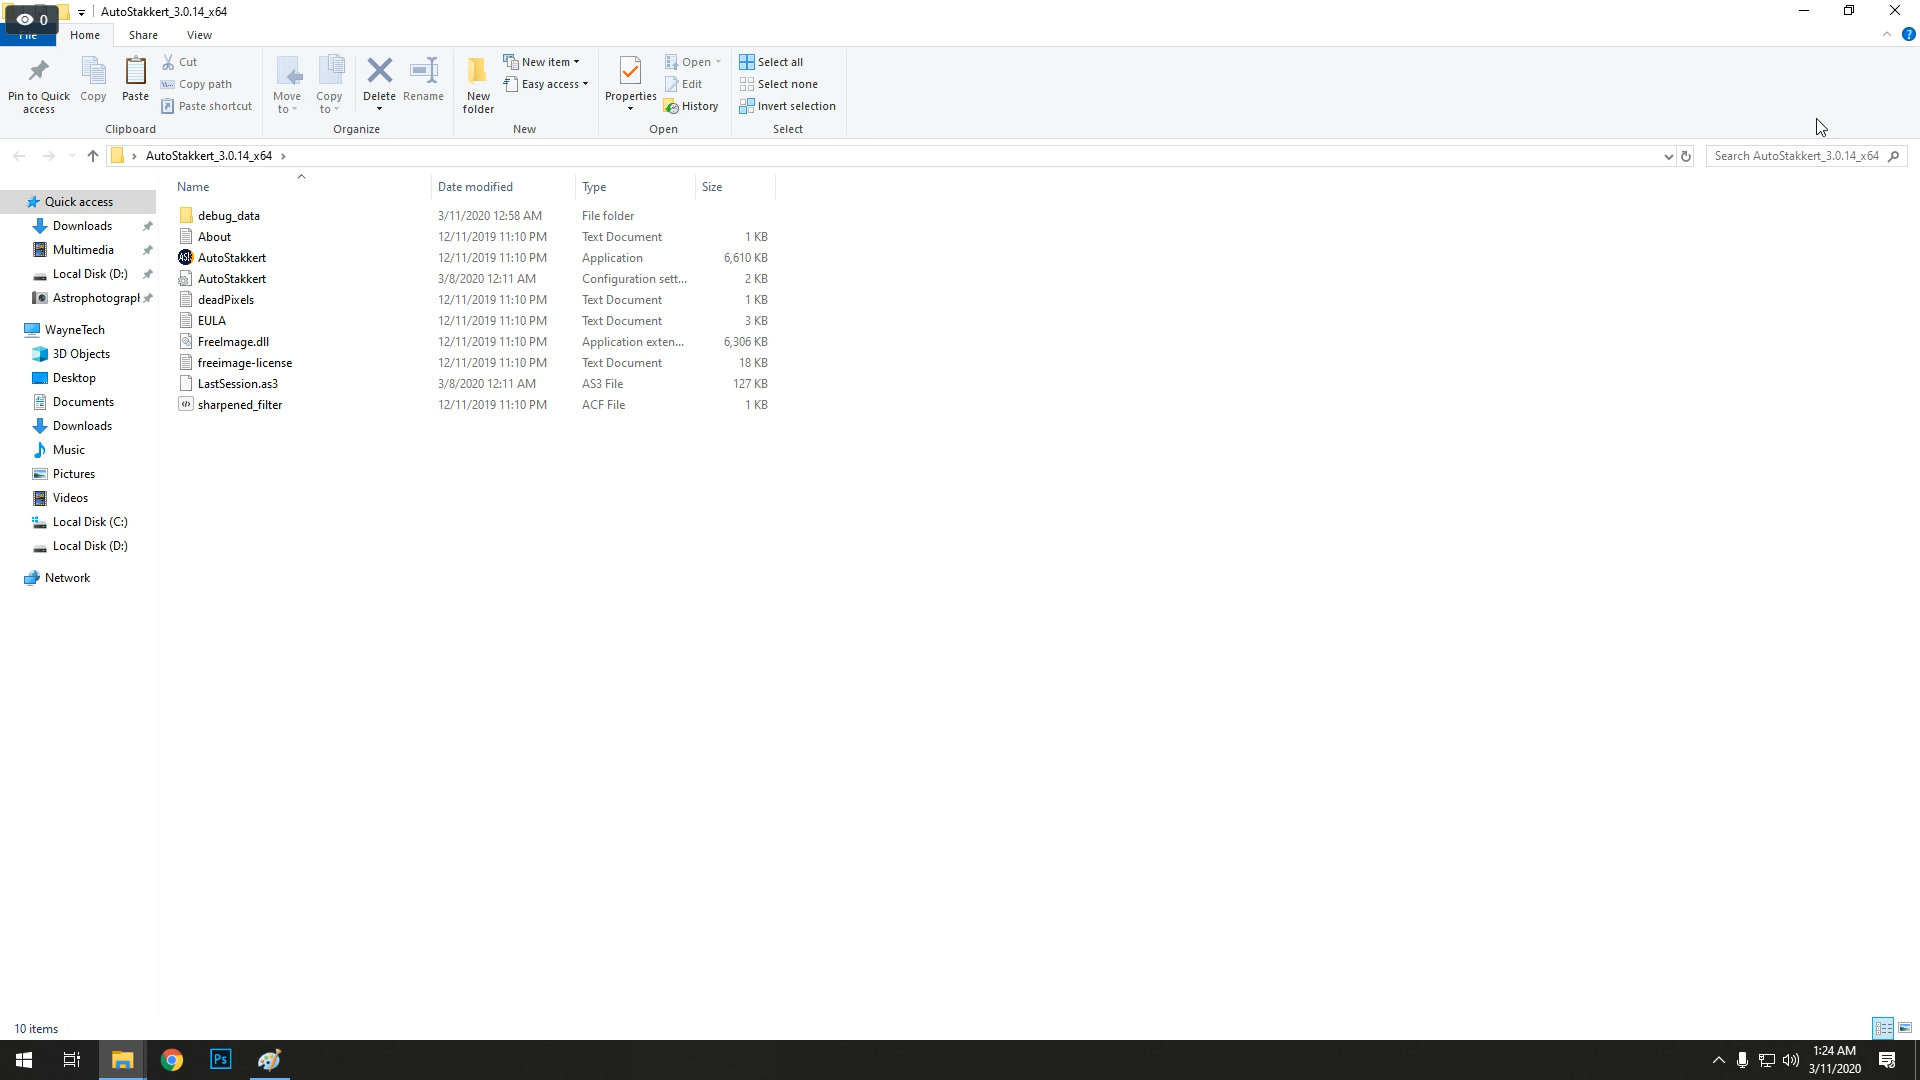 0
AutoStakkert_3.0.14_x64
File
Home
Share
View
Pin to Quick access
Copy
Paste
Cut
Copy path
Paste shortcut
Clipboard
Move to
Copy to
Delete
Rename
Organize
New folder
New item
Easy access
New
Properties
Open
Edit
History
Open
Select all
Select none
Invert selection
Select
AutoStakkert_3.0.14_x64
Search AutoStakkert_3.0.14_x64
Name Date modified Type Size
debug_data 3/11/2020 12:58 AM File folder
About 12/11/2019 11:10 PM Text Document 1 KB
AutoStakkert 12/11/2019 11:10 PM Application 6,610 KB
AutoStakkert 3/8/2020 12:11 AM Configuration sett... 2 KB
deadPixels 12/11/2019 11:10 PM Text Document 1 KB
EULA 12/11/2019 11:10 PM Text Document 3 KB
FreeImage.dll 12/11/2019 11:10 PM Application exten... 6,306 KB
freeimage-license 12/11/2019 11:10 PM Text Document 18 KB
LastSession.as3 3/8/2020 12:11 AM AS3 File 127 KB
sharpened_filter 12/11/2019 11:10 PM ACF File 1 KB
Quick access
Downloads
Multimedia
Local Disk (D:)
Astrophotograpl
WayneTech
3D Objects
Desktop
Documents
Downloads
Music
Pictures
Videos
Local Disk (C:)
Local Disk (D:)
Network
10 items
Ps
1:24 AM
3/11/2020